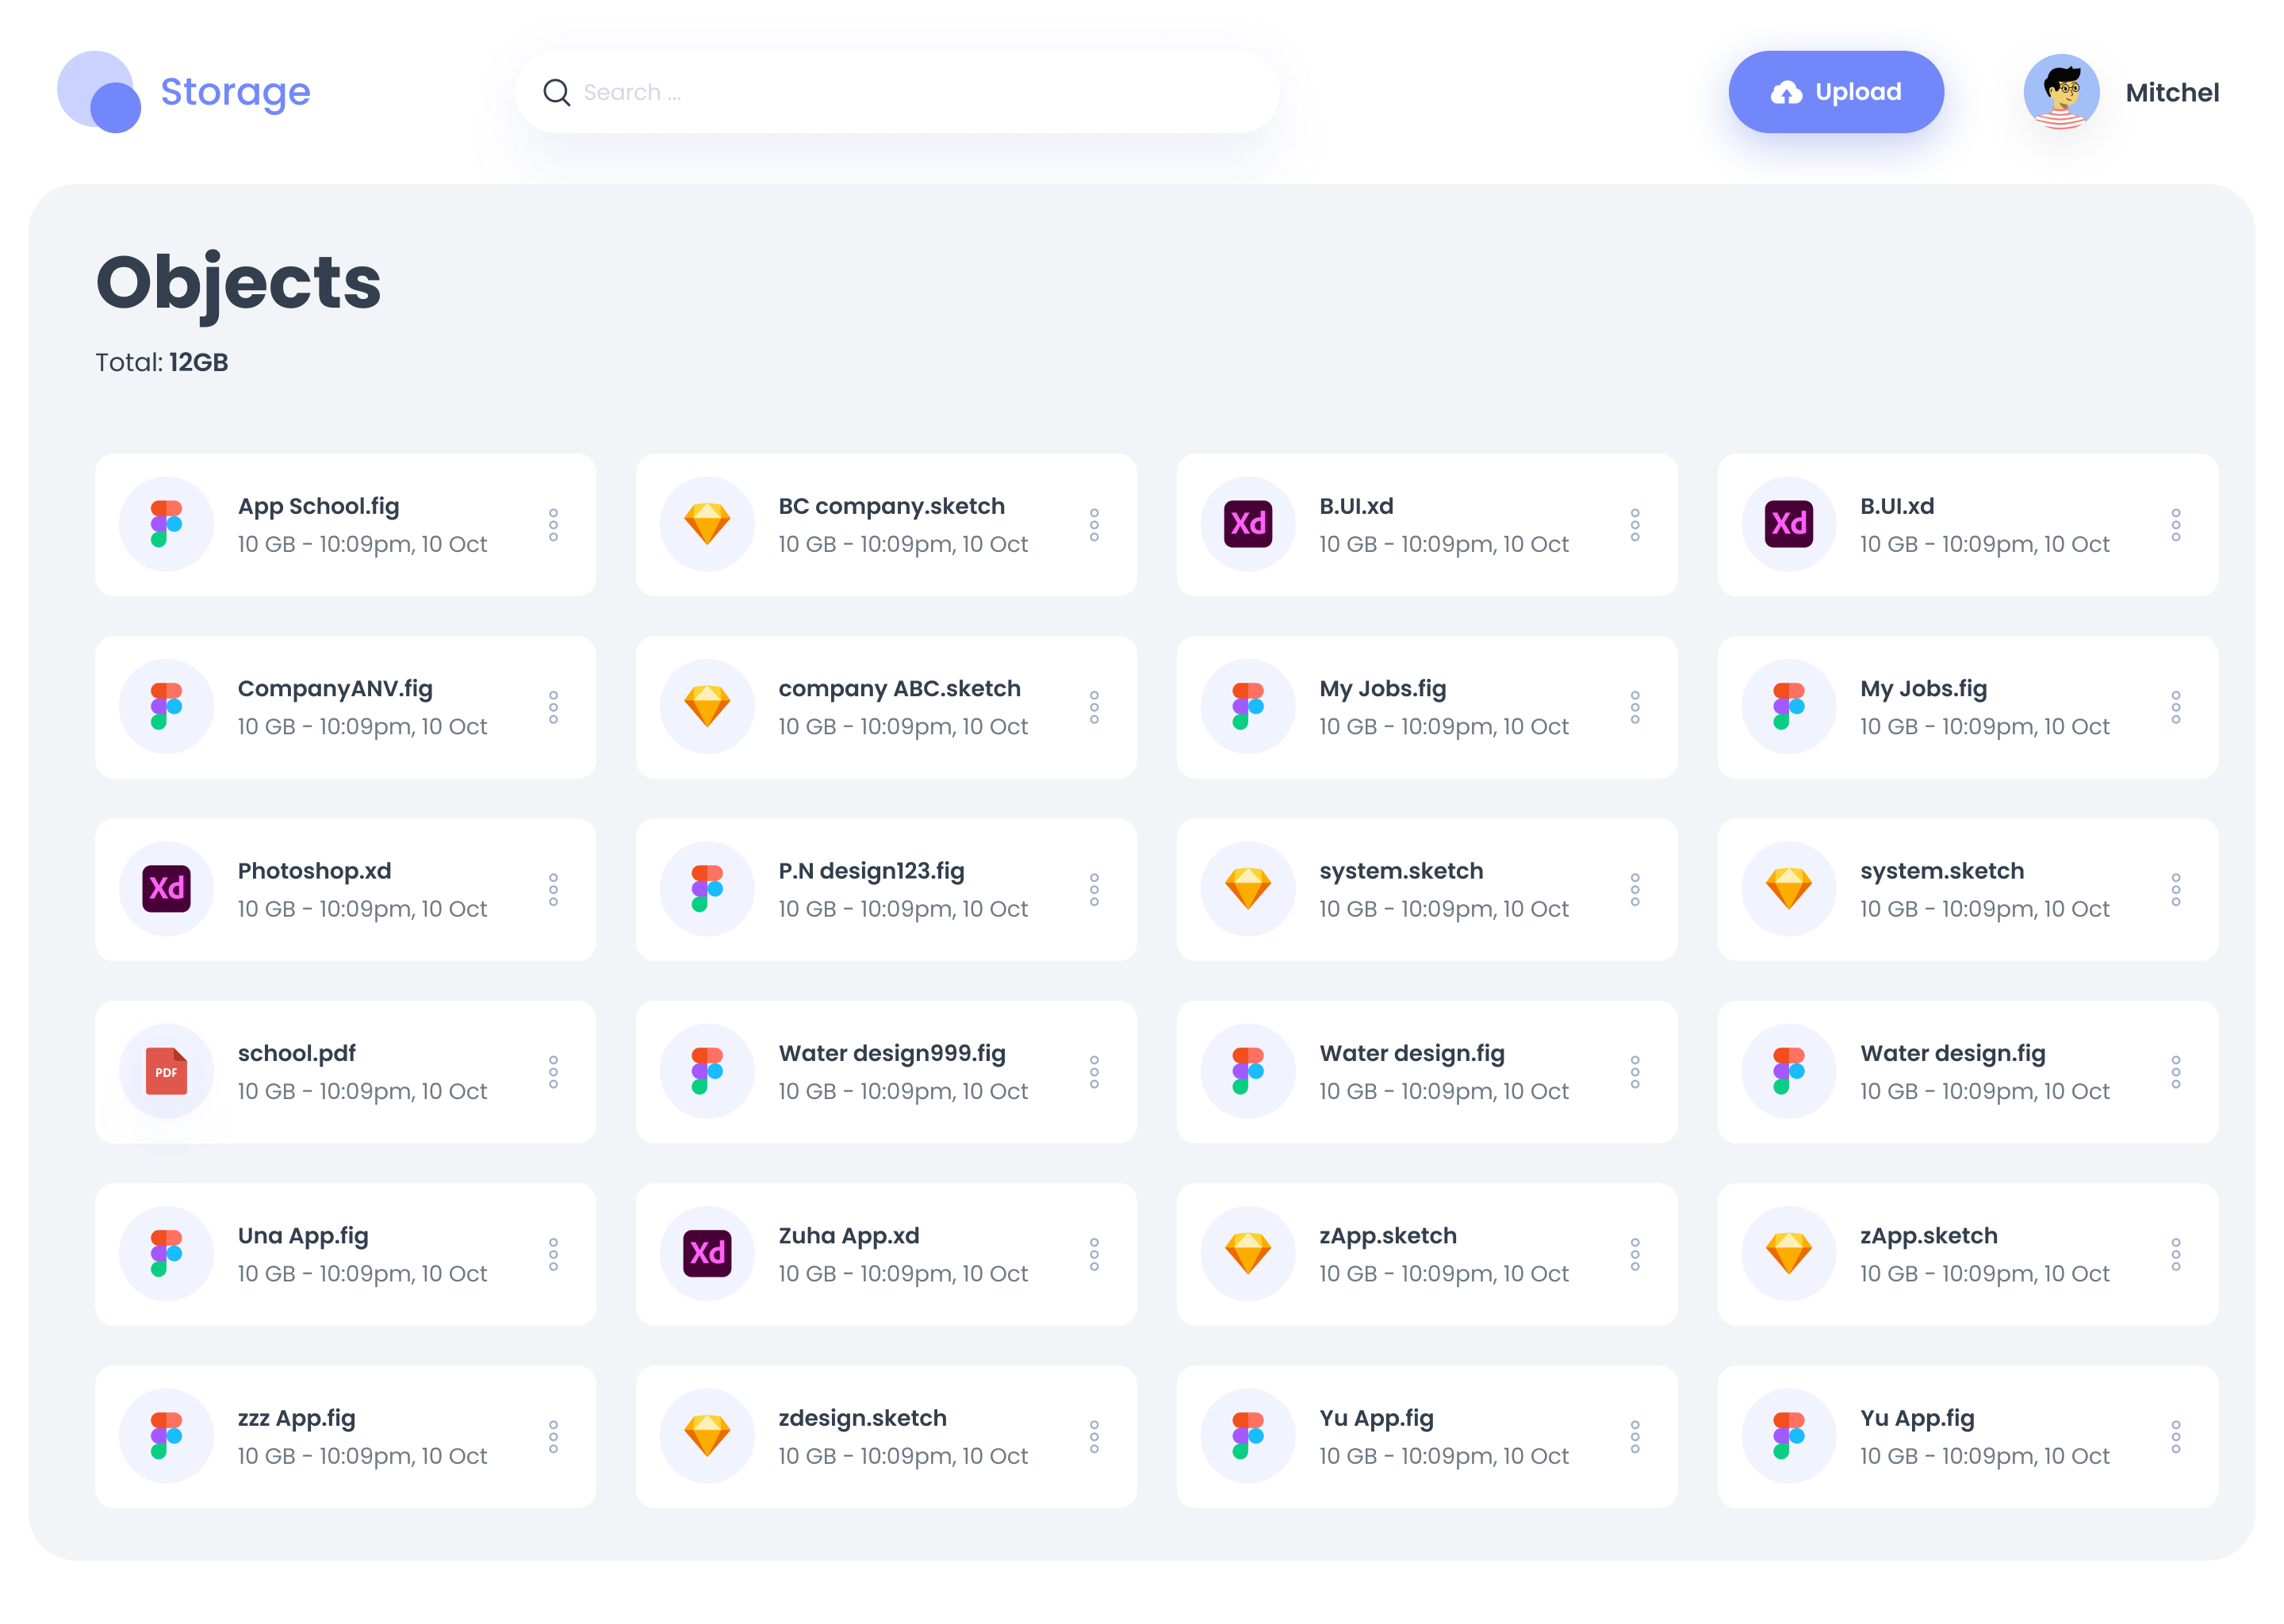 Storage
Search ...
Upload
Mitchel
Objects
Total: 12GB
App School.fig
10 GB - 10:09pm, 10 Oct
BC company.sketch
10 GB - 10:09pm, 10 Oct
Xd
B.UI.xd
10 GB - 10:09pm, 10 Oct
Xd
B.UI.xd
10 GB - 10:09pm, 10 Oct
CompanyANV.fig
10 GB - 10:09pm, 10 Oct
company ABC.sketch
10 GB - 10:09pm, 10 Oct
My Jobs.fig
10 GB - 10:09pm, 10 Oct
My Jobs.fig
10 GB - 10:09pm, 10 Oct
Xd
Photoshop.xd
10 GB - 10:09pm, 10 Oct
P.N design123.fig
10 GB - 10:09pm, 10 Oct
system.sketch
10 GB - 10:09pm, 10 Oct
system.sketch
10 GB - 10:09pm, 10 Oct
PDF
school.pdf
10 GB - 10:09pm, 10 Oct
Water design999.fig
10 GB - 10:09pm, 10 Oct
Water design.fig
10 GB - 10:09pm, 10 Oct
Water design.fig
10 GB - 10:09pm, 10 Oct
Una App.fig
10 GB - 10:09pm, 10 Oct
Xd
Zuha App.xd
10 GB - 10:09pm, 10 Oct
zApp.sketch
10 GB - 10:09pm, 10 Oct
zApp.sketch
10 GB - 10:09pm, 10 Oct
zzz App.fig
10 GB - 10:09pm, 10 Oct
zdesign.sketch
10 GB - 10:09pm, 10 Oct
Yu App.fig
10 GB - 10:09pm, 10 Oct
Yu App.fig
10 GB - 10:09pm, 10 Oct